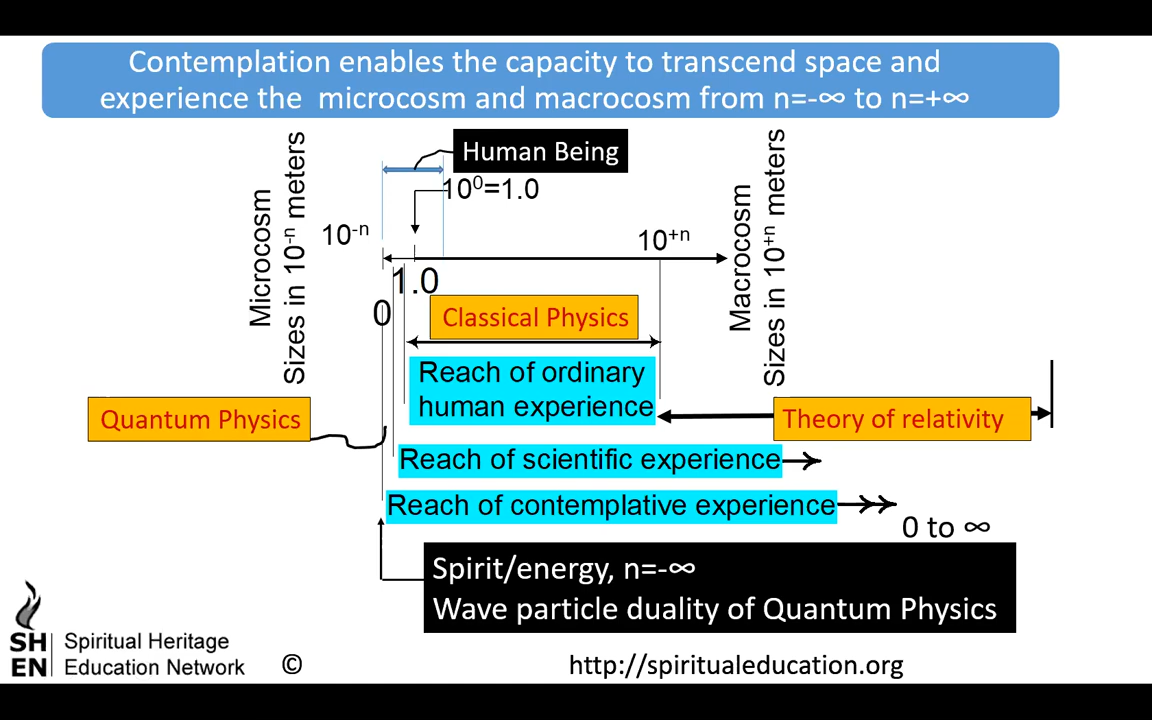 Contemplation enables the capacity to transcend space and
experience the microcosm and macrocosm from n=-∞ to n=+∞
Human Being
10⁰=1.0
Microcosm
Sizes in 10⁻ⁿ meters
10⁻ⁿ
10⁺ⁿ
Macrocosm
Sizes in 10⁺ⁿ meters
1.0
0
Classical Physics
Reach of ordinary
human experience
Quantum Physics
Theory of relativity
Reach of scientific experience
Reach of contemplative experience
0 to ∞
Spirit/energy, n=-∞
Wave particle duality of Quantum Physics
SH
EN
Spiritual Heritage
Education Network
©
http://spiritualeducation.org